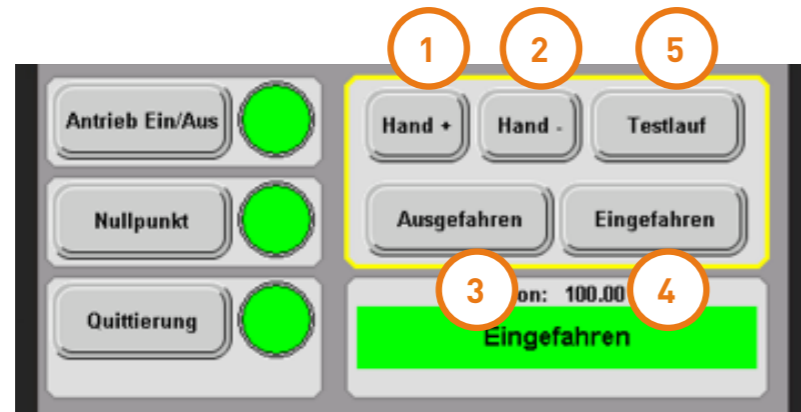 1 2 5
Antrieb Ein/Aus
Hand + Hand - Testlauf
Nullpunkt
Ausgefahren Eingefahren
3 4
on: 100.00
Quittierung
Eingefahren